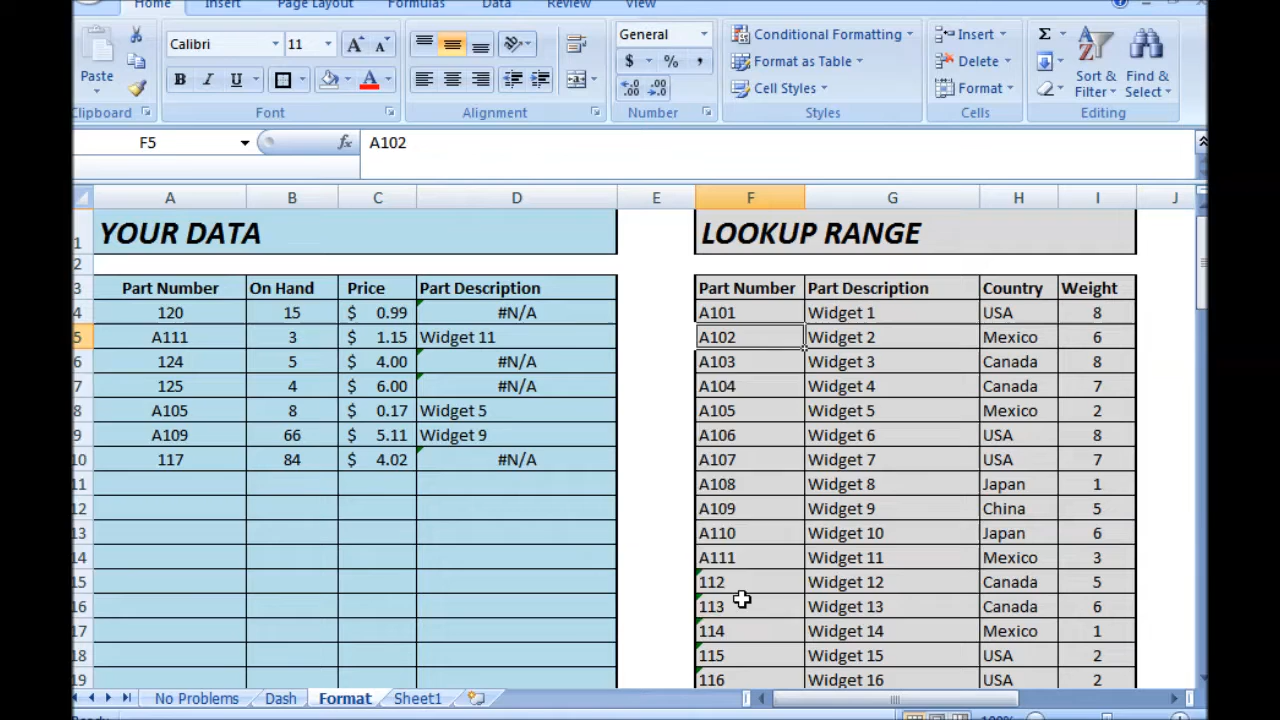 Home Insert Page Layout Formulas Data Review View
Calibri 11 General Conditional Formatting Insert Σ
Paste $ % , Format as Table Delete Sort & Find &
B I U A Cell Styles Format Filter Select
Clipboard Font Alignment Number Styles Cells Editing
F5 fx A102
A B C D E F G H I J
1 YOUR DATA LOOKUP RANGE
2
3 Part Number On Hand Price Part Description Part Number Part Description Country Weight
4 120 15 $ 0.99 #N/A A101 Widget 1 USA 8
5 A111 3 $ 1.15 Widget 11 A102 Widget 2 Mexico 6
6 124 5 $ 4.00 #N/A A103 Widget 3 Canada 8
7 125 4 $ 6.00 #N/A A104 Widget 4 Canada 7
8 A105 8 $ 0.17 Widget 5 A105 Widget 5 Mexico 2
9 A109 66 $ 5.11 Widget 9 A106 Widget 6 USA 8
10 117 84 $ 4.02 #N/A A107 Widget 7 USA 7
11 A108 Widget 8 Japan 1
12 A109 Widget 9 China 5
13 A110 Widget 10 Japan 6
14 A111 Widget 11 Mexico 3
15 112 Widget 12 Canada 5
16 113 Widget 13 Canada 6
17 114 Widget 14 Mexico 1
18 115 Widget 15 USA 2
19 116 Widget 16 USA 2
No Problems Dash Format Sheet1
100%